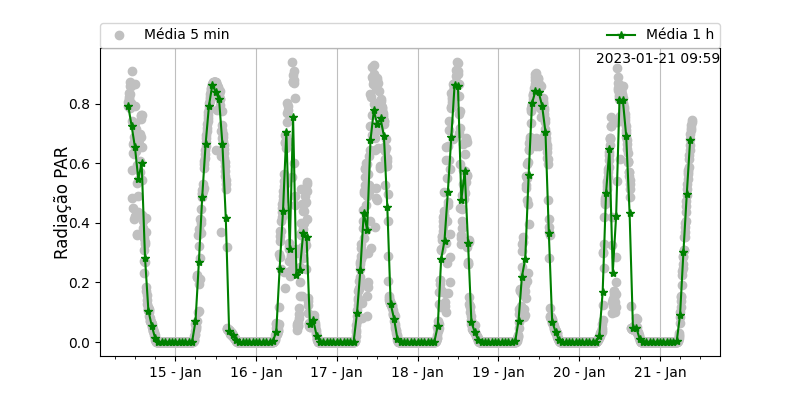 Média 5 min
Média 1 h
2023-01-21 09:59
Radiação PAR
0.8
0.6
0.4
0.2
0.0
15 - Jan
16 - Jan
17 - Jan
18 - Jan
19 - Jan
20 - Jan
21 - Jan